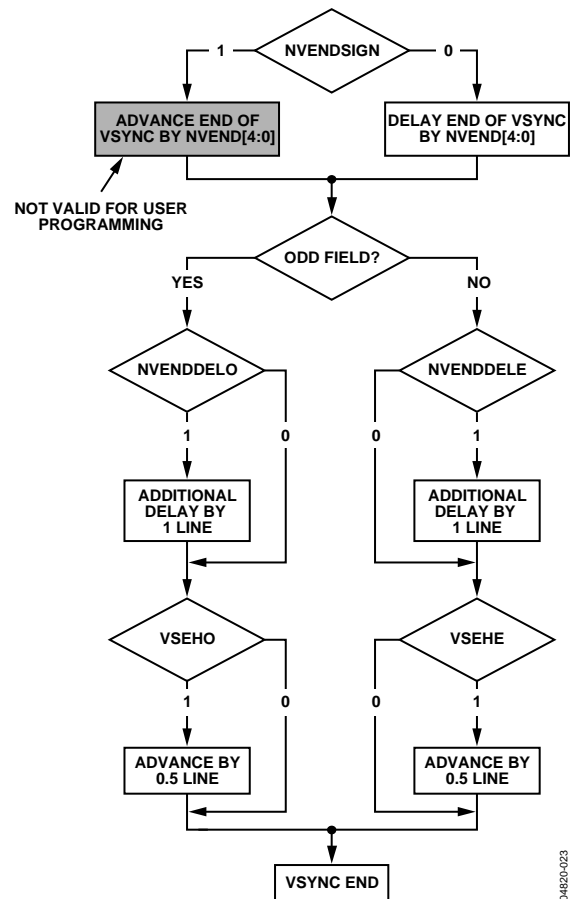 NVENDSIGN
1
0
ADVANCE END OF
VSYNC BY NVEND[4:0]
DELAY END OF VSYNC
BY NVEND[4:0]
NOT VALID FOR USER
PROGRAMMING
ODD FIELD?
YES
NO
NVENDDELO
NVENDDELE
1
0
0
1
ADDITIONAL
DELAY BY
1 LINE
ADDITIONAL
DELAY BY
1 LINE
VSEHO
VSEHE
1
0
0
1
ADVANCE BY
0.5 LINE
ADVANCE BY
0.5 LINE
VSYNC END
04820-023